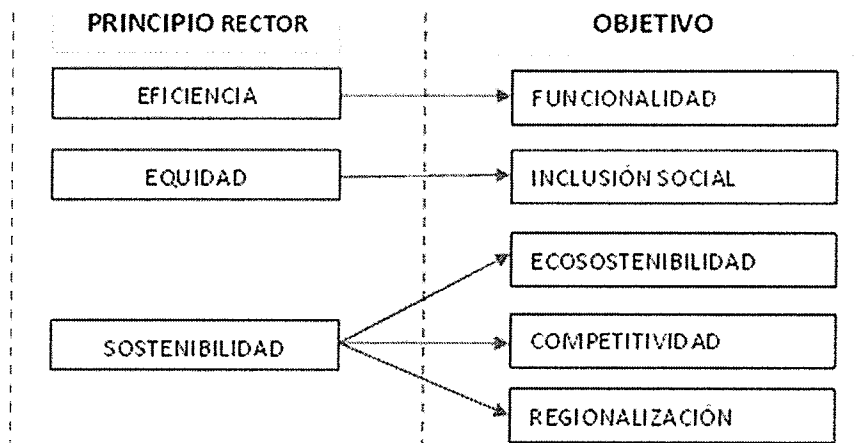 PRINCIPIO RECTOR
OBJETIVO
EFICIENCIA
FUNCIONALIDAD
EQUIDAD
INCLUSIÓN SOCIAL
ECOSOSTENIBILIDAD
SOSTENIBILIDAD
COMPETITIVIDAD
REGIONALIZACIÓN